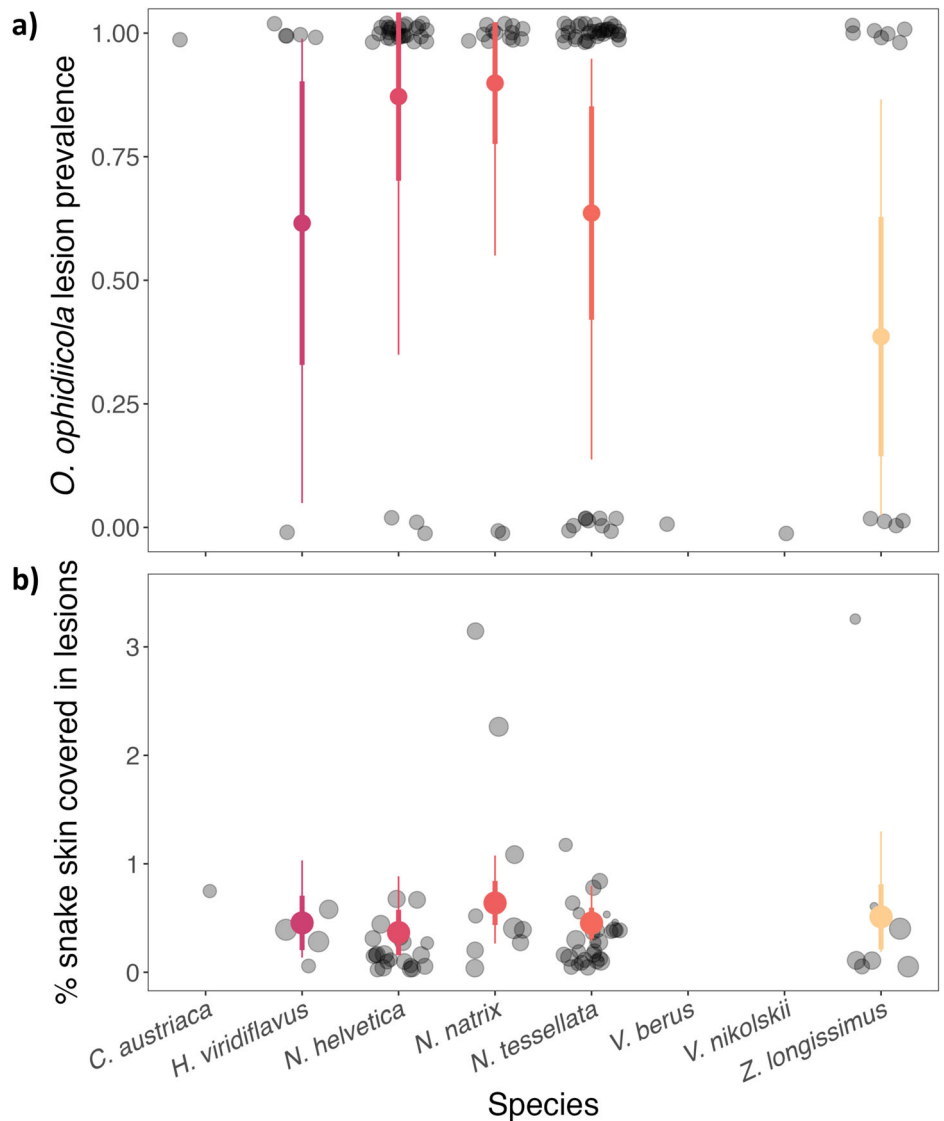 a)
O. ophidiicola lesion prevalence
1.00
0.75
0.50
0.25
0.00
b)
% snake skin covered in lesions
3
2
1
0
C. austriaca
H. viridiflavus
N. helvetica
N. natrix
N. tessellata
V. berus
V. nikolskii
Z. longissimus
Species